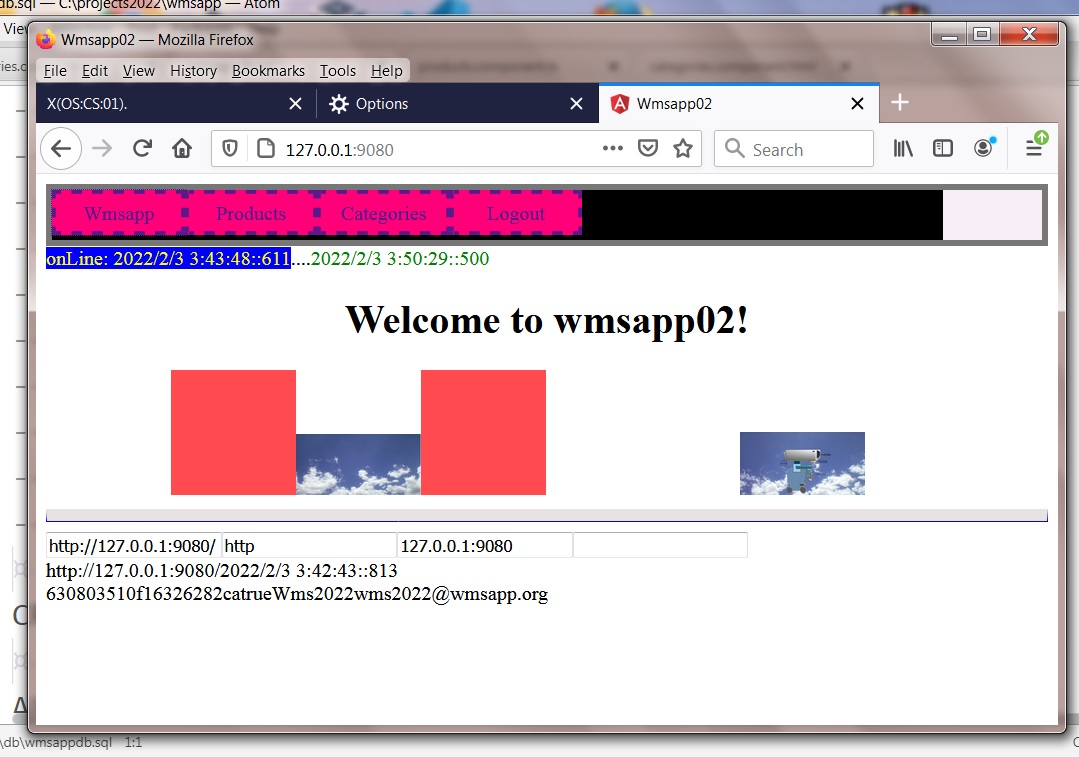 db.sql — C:\projects2022\wmsapp — Atom
View
Wmsapp02 — Mozilla Firefox
File Edit View History Bookmarks Tools Help
X(OS:CS:01). Options Wmsapp02
127.0.0.1:9080 Search
Wmsapp Products Categories Logout
onLine: 2022/2/3 3:43:48::611....2022/2/3 3:50:29::500
Welcome to wmsapp02!
http://127.0.0.1:9080/ http 127.0.0.1:9080
http://127.0.0.1:9080/2022/2/3 3:42:43::813
630803510f16326282catrueWms2022wms2022@wmsapp.org
\db\wmsappdb.sql 1:1